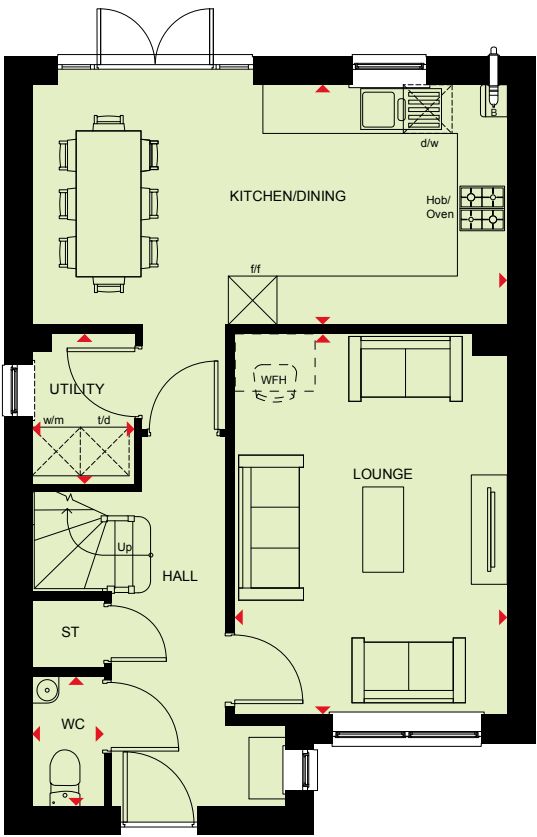 B
d/w
KITCHEN/DINING
Hob/
Oven
f/f
WFH
UTILITY
w/m
t/d
LOUNGE
Up
HALL
ST
WC